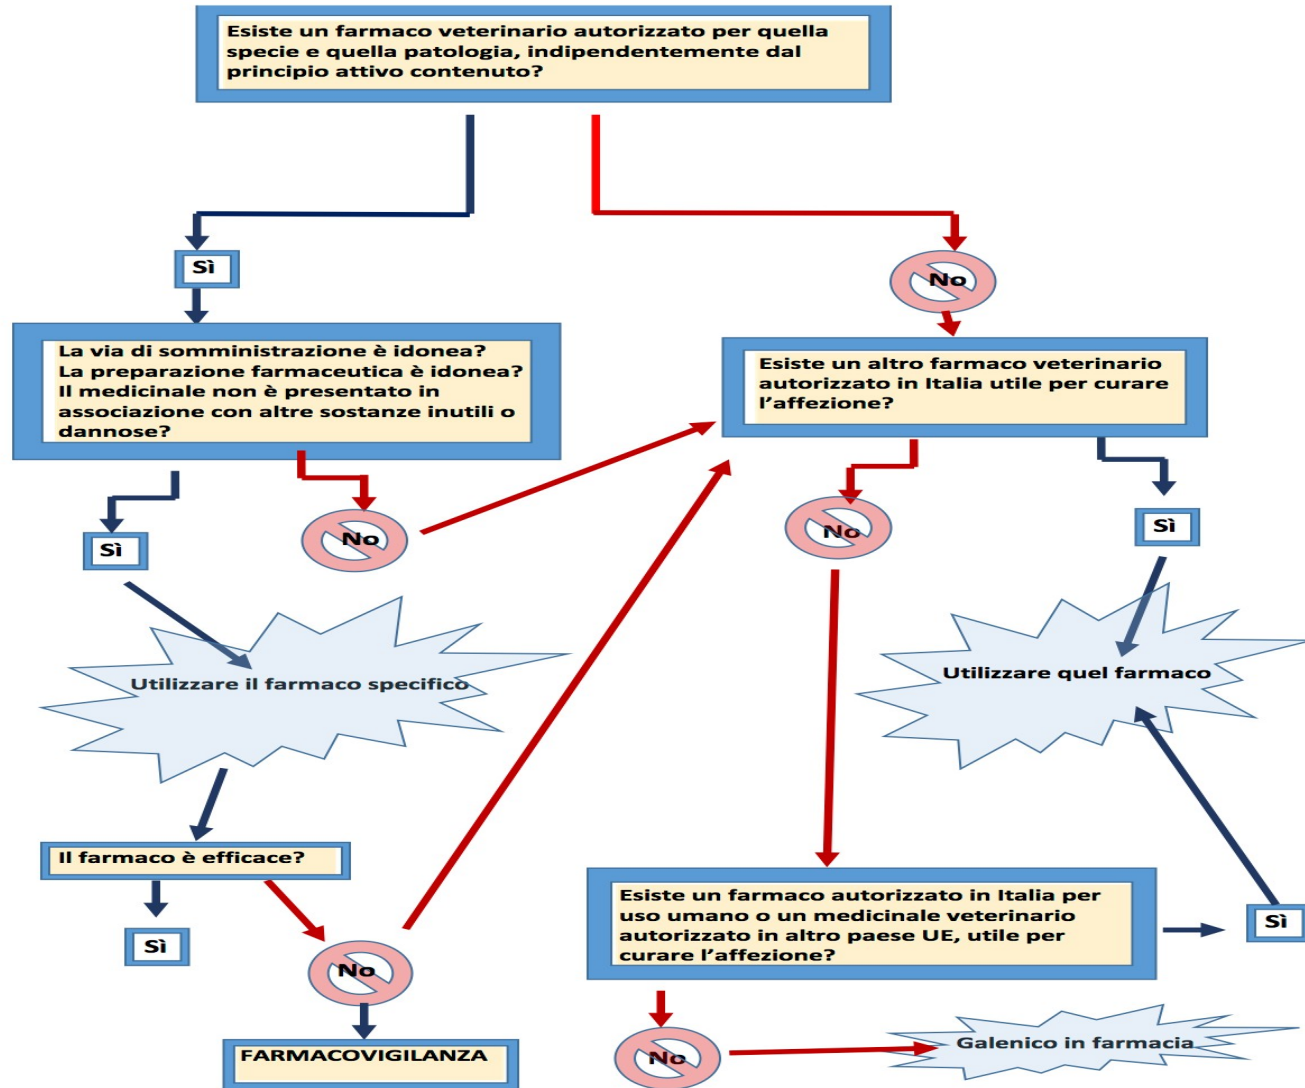 Esiste un farmaco veterinario autorizzato per quella
specie e quella patologia, indipendentemente dal
principio attivo contenuto?
Sì
No
La via di somministrazione è idonea?
La preparazione farmaceutica è idonea?
Il medicinale non è presentato in
associazione con altre sostanze inutili o
dannose?
Esiste un altro farmaco veterinario
autorizzato in Italia utile per curare
l’affezione?
Sì
No
No
Sì
Utilizzare il farmaco specifico
Utilizzare quel farmaco
Il farmaco è efficace?
Sì
No
FARMACOVIGILANZA
Esiste un farmaco autorizzato in Italia per
uso umano o un medicinale veterinario
autorizzato in altro paese UE, utile per
curare l’affezione?
Sì
No
Galenico in farmacia